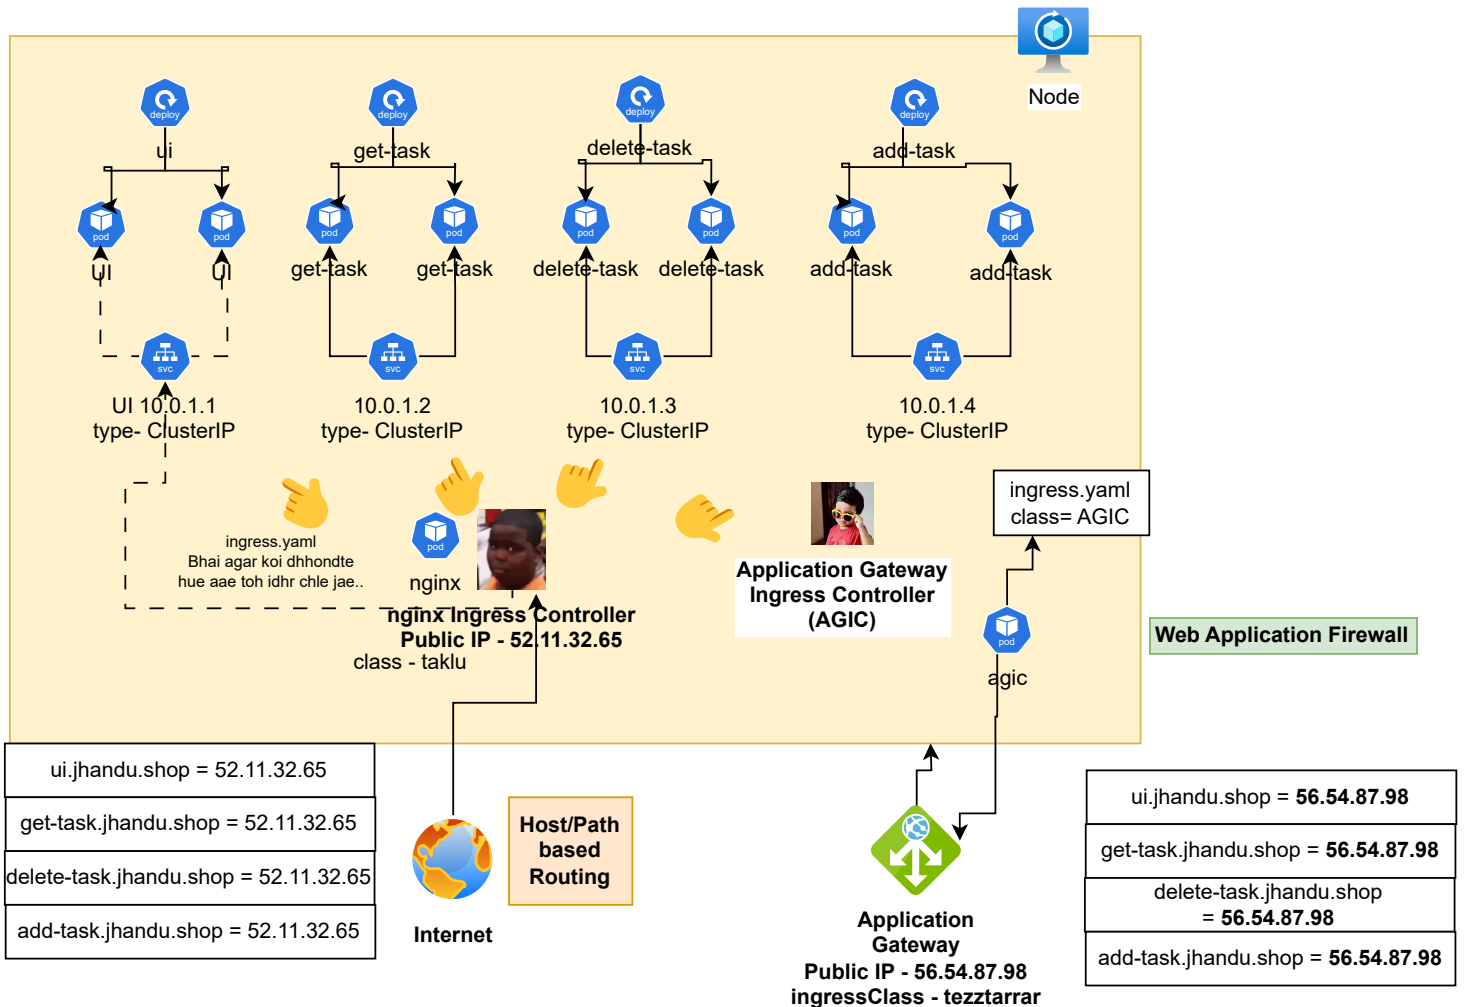 Node
deploy
ui
deploy
get-task
deploy
delete-task
deploy
add-task
pod
UI
pod
UI
pod
get-task
pod
get-task
pod
delete-task
pod
delete-task
pod
add-task
pod
add-task
svc
UI 10.0.1.1
type- ClusterIP
svc
10.0.1.2
type- ClusterIP
svc
10.0.1.3
type- ClusterIP
svc
10.0.1.4
type- ClusterIP
ingress.yaml
Bhai agar koi dhhondte
hue aae toh idhr chle jae..
pod
nginx
nginx Ingress Controller
Public IP - 52.11.32.65
class - taklu
Application Gateway
Ingress Controller
(AGIC)
ingress.yaml
class= AGIC
pod
agic
Web Application Firewall
ui.jhandu.shop = 52.11.32.65
get-task.jhandu.shop = 52.11.32.65
delete-task.jhandu.shop = 52.11.32.65
add-task.jhandu.shop = 52.11.32.65
Internet
Host/Path
based
Routing
Application
Gateway
Public IP - 56.54.87.98
ingressClass - tezztarrar
ui.jhandu.shop = 56.54.87.98
get-task.jhandu.shop = 56.54.87.98
delete-task.jhandu.shop
= 56.54.87.98
add-task.jhandu.shop = 56.54.87.98